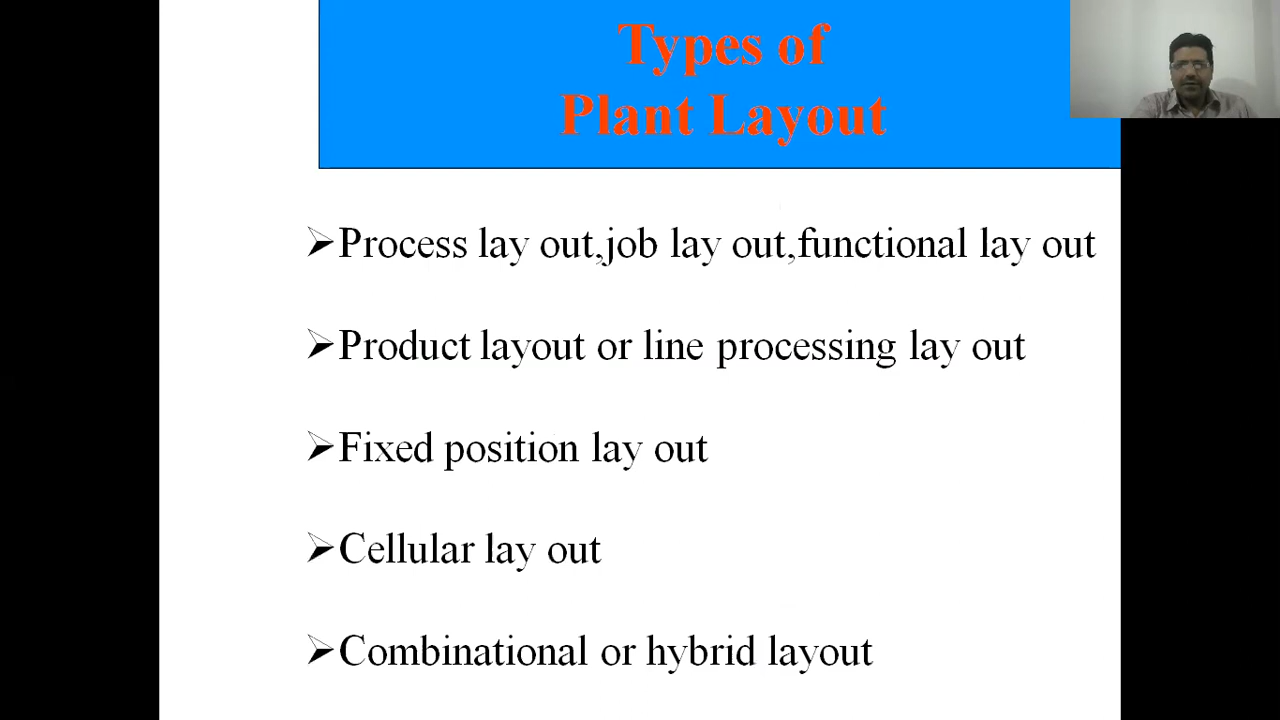 Types of
Plant Layout
➢Process lay out,job lay out,functional lay out
➢Product layout or line processing lay out
➢Fixed position lay out
➢Cellular lay out
➢Combinational or hybrid layout